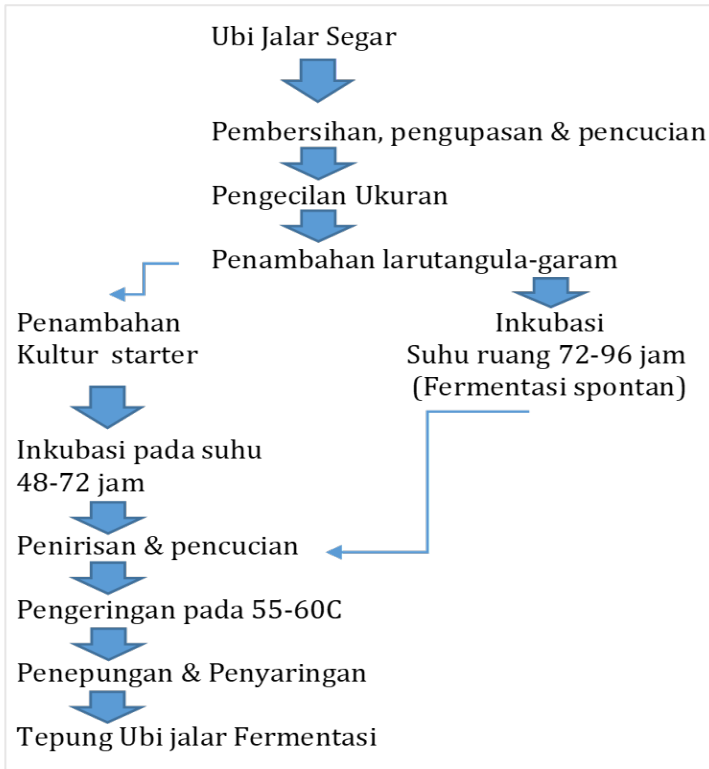 Ubi Jalar Segar
Pembersihan, pengupasan & pencucian
Pengecilan Ukuran
Penambahan larutangula-garam
Penambahan
Kultur starter
Inkubasi
Suhu ruang 72-96 jam
(Fermentasi spontan)
Inkubasi pada suhu
48-72 jam
Penirisan & pencucian
Pengeringan pada 55-60C
Penepungan & Penyaringan
Tepung Ubi jalar Fermentasi